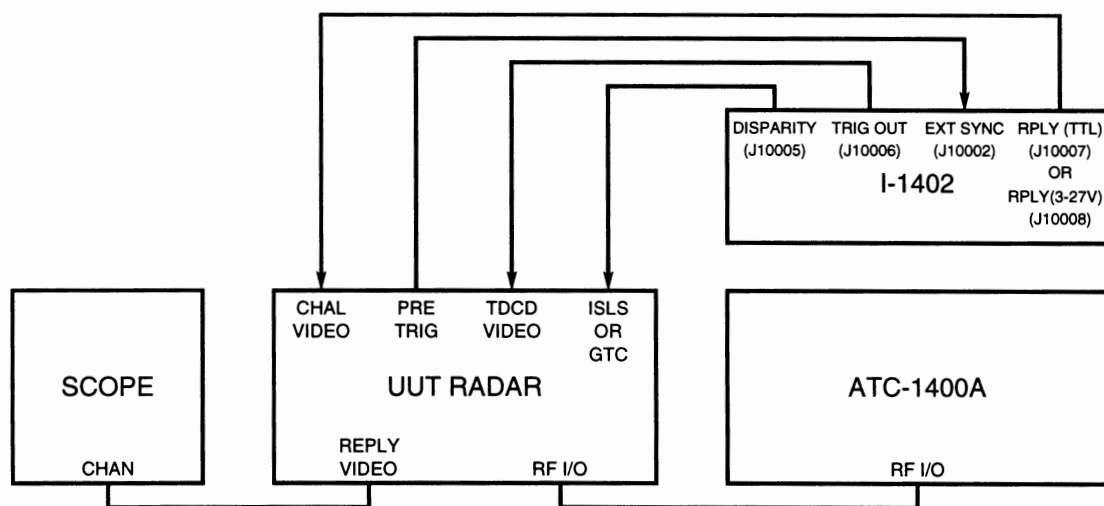 DISPARITY
(J10005)
TRIG OUT
(J10006)
EXT SYNC
(J10002)
RPLY (TTL)
(J10007)
OR
RPLY(3-27V)
(J10008)
I-1402
SCOPE
CHAN
CHAL
VIDEO
PRE
TRIG
TDCD
VIDEO
ISLS
OR
GTC
UUT RADAR
REPLY
VIDEO
RF I/O
ATC-1400A
RF I/O